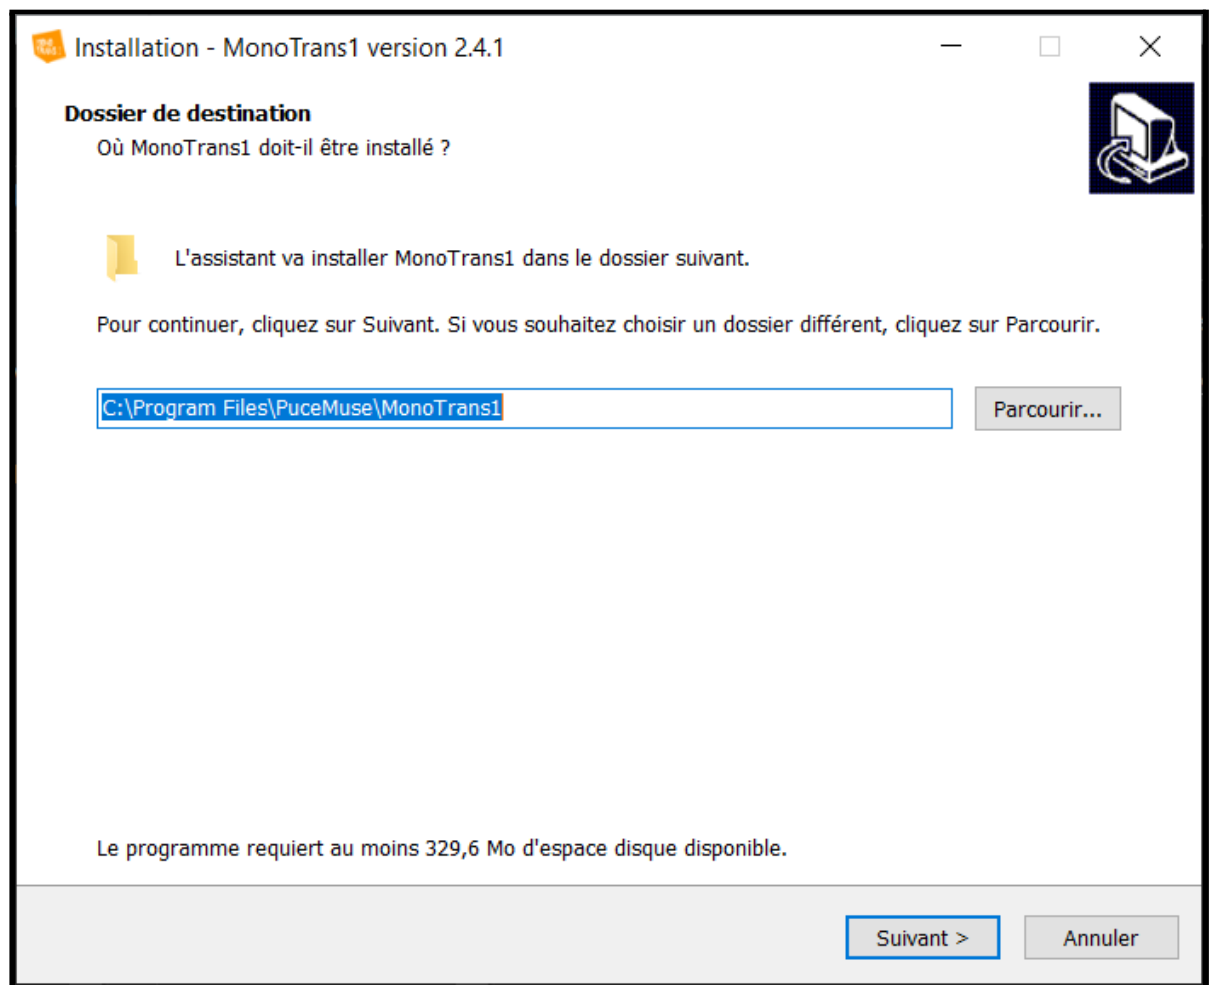 Installation - MonoTrans1 version 2.4.1
Dossier de destination
Où MonoTrans1 doit-il être installé ?
L'assistant va installer MonoTrans1 dans le dossier suivant.
Pour continuer, cliquez sur Suivant. Si vous souhaitez choisir un dossier différent, cliquez sur Parcourir.
C:\Program Files\PuceMuse\MonoTrans1
Parcourir...
Le programme requiert au moins 329,6 Mo d'espace disque disponible.
Suivant >
Annuler